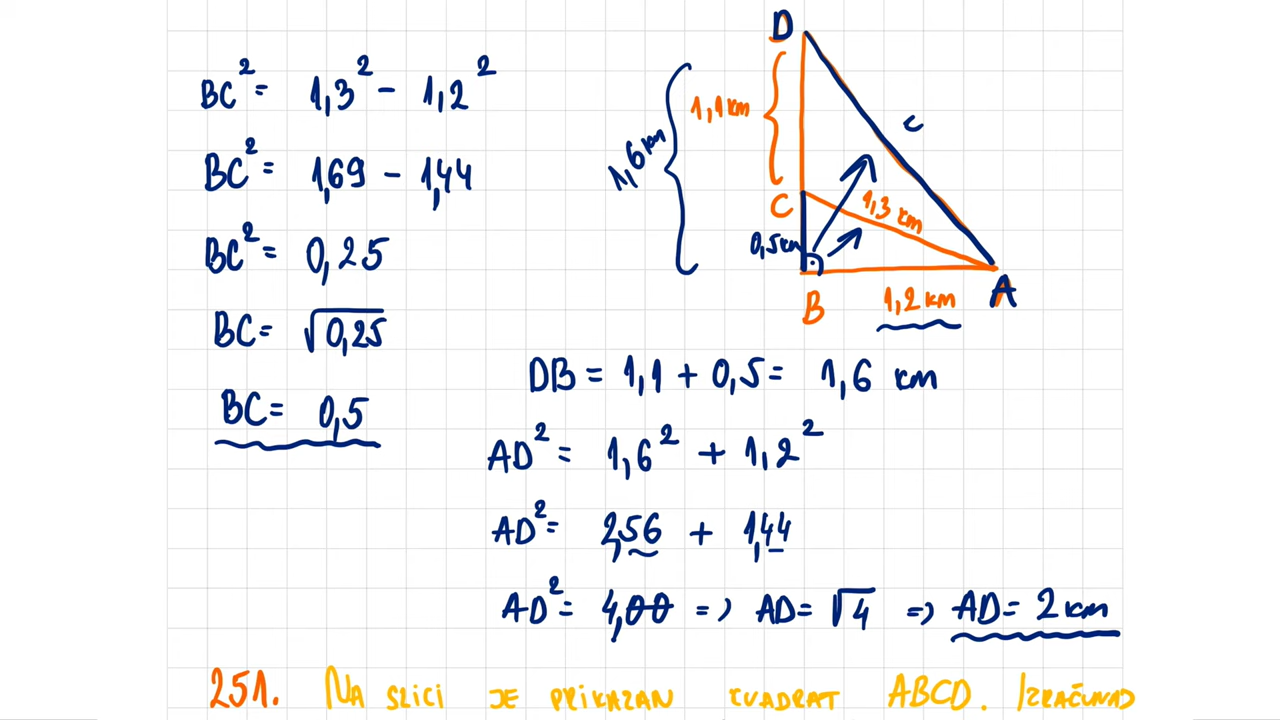 BC² = 1,3² - 1,2²
BC² = 1,69 - 1,44
BC² = 0,25
BC = √0,25
BC = 0,5
D
1,6 km
1,1 km
c
C
1,3 km
0,5 km
B
1,2 km
A
DB = 1,1 + 0,5 = 1,6 km
AD² = 1,6² + 1,2²
AD² = 2,56 + 1,44
AD² = 4,00 => AD = √4 => AD = 2 km
251. NA SLICI JE PRIKAZAN KVADRAT ABCD. IZRAČUNAJ